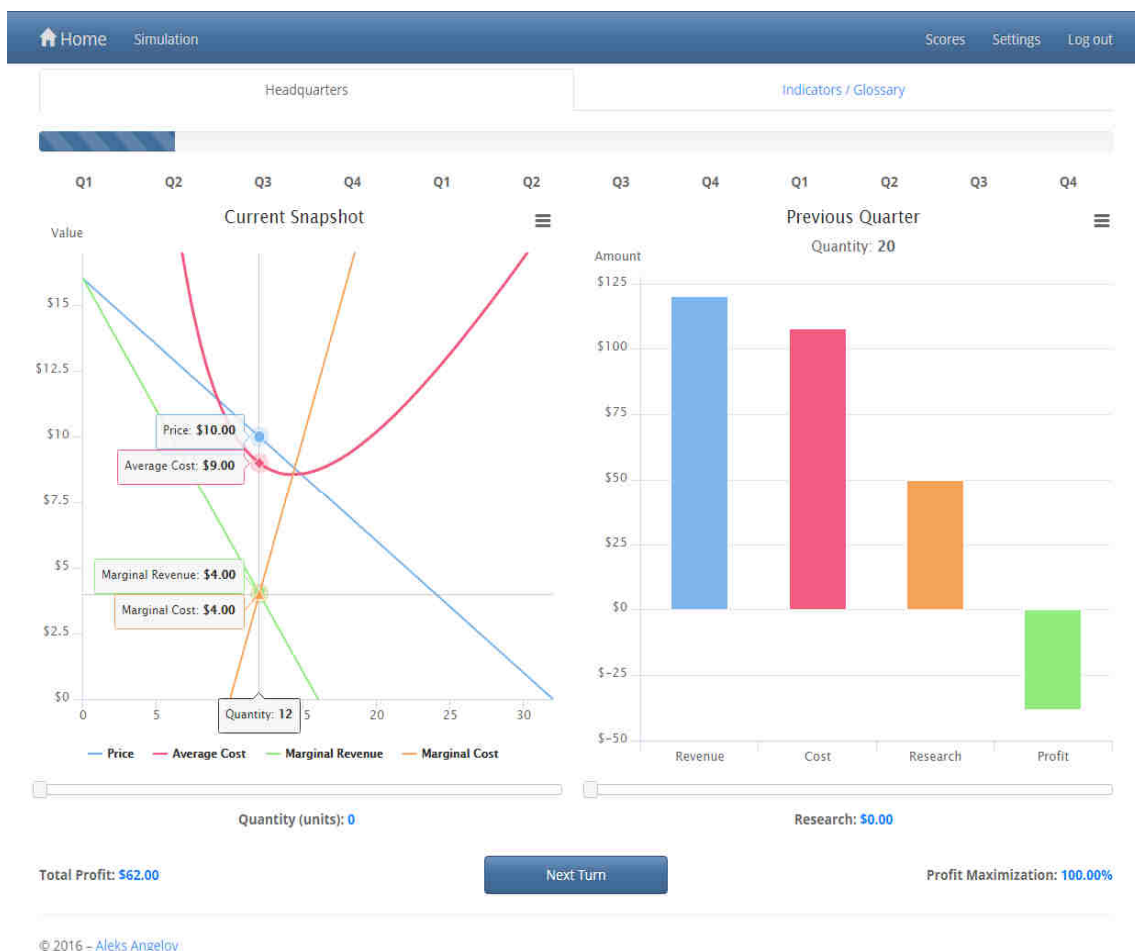 Home Simulation Scores Settings Log out
Headquarters Indicators / Glossary
Q1 Q2 Q3 Q4 Q1 Q2 Q3 Q4 Q1 Q2 Q3 Q4
Current Snapshot
Value
$15
$12.5
$10
$7.5
$5
$2.5
$0
Price: $10.00
Average Cost: $9.00
Marginal Revenue: $4.00
Marginal Cost: $4.00
Quantity: 12
0 5 5 20 25 30
Price Average Cost Marginal Revenue Marginal Cost
Previous Quarter
Quantity: 20
Amount
$125
$100
$75
$50
$25
$0
$-25
$-50
Revenue Cost Research Profit
Quantity (units): 0 Research: $0.00
Total Profit: $62.00 Next Turn Profit Maximization: 100.00%
© 2016 – Aleks Angelov